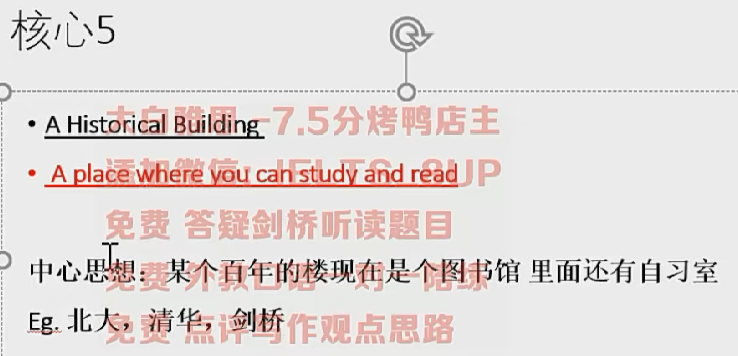 核心5
• A Historical Building
大白雅思-7.5分烤鸭店主
• A place where you can study and read
添加微信：IELTS_8UP
免费 答疑剑桥听读题目
中心思想：某个百年的楼现在是个图书馆 里面还有自习室
免费 外教口语一对一陪练
Eg. 北大，清华，剑桥
免费 点评写作观点思路